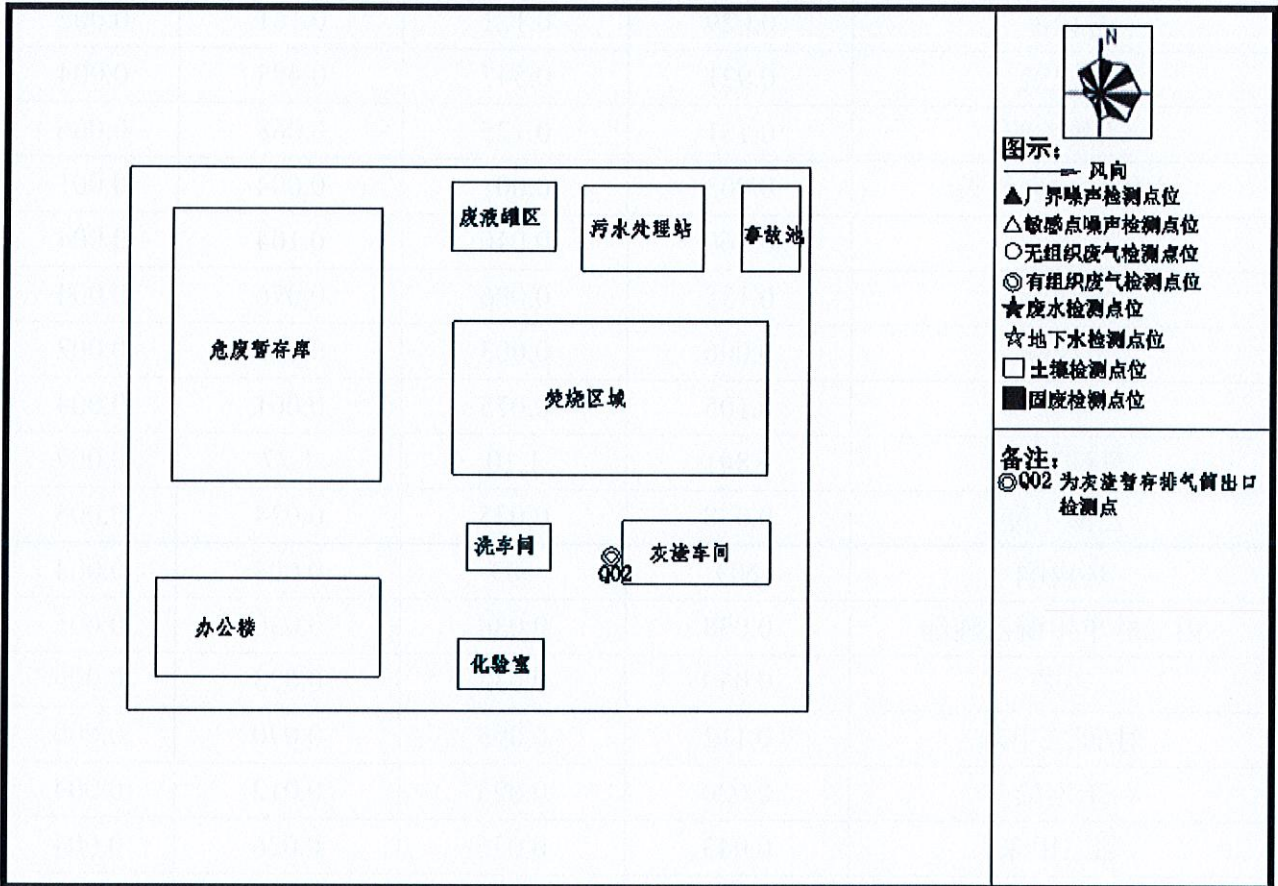 N
图示:
风向
▲厂界噪声检测点位
△敏感点噪声检测点位
○无组织废气检测点位
◎有组织废气检测点位
★废水检测点位
☆地下水检测点位
□土壤检测点位
■固废检测点位
备注:
◎Q02 为灰渣暂存排气筒出口
检测点
废液罐区
污水处理站
事故池
危废暂存库
焚烧区域
洗车间
灰渣车间
◎
Q02
办公楼
化验室